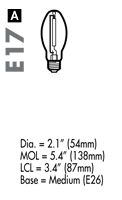 A
E17
Dia. = 2.1" (54mm)
MOL = 5.4" (138mm)
LCL = 3.4" (87mm)
Base = Medium (E26)